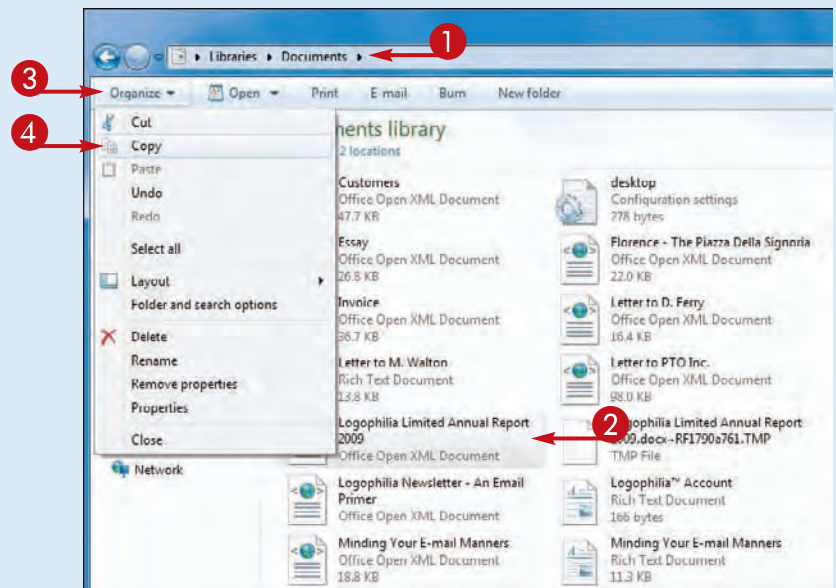 1
Libraries ▸ Documents ▸
3
Organize Open Print E-mail Burn New folder
4
Cut
Copy
Paste
Undo
Redo
Select all
Layout
Folder and search options
Delete
Rename
Remove properties
Properties
Close
Network
ments library
2 locations
Customers
Office Open XML Document
47.7 KB
desktop
Configuration settings
278 bytes
Essay
Office Open XML Document
26.8 KB
Florence - The Piazza Della Signoria
Office Open XML Document
22.0 KB
Invoice
Office Open XML Document
36.7 KB
Letter to D. Ferry
Office Open XML Document
16.4 KB
Letter to M. Walton
Rich Text Document
13.8 KB
Letter to PTO Inc.
Office Open XML Document
98.0 KB
Logophilia Limited Annual Report
2009
Office Open XML Document
2
Logophilia Limited Annual Report
2009.docx~RF1790a761.TMP
TMP File
Logophilia Newsletter - An Email
Primer
Office Open XML Document
Logophilia™ Account
Rich Text Document
166 bytes
Minding Your E-mail Manners
Office Open XML Document
18.8 KB
Minding Your E-mail Manners
Rich Text Document
11.3 KB